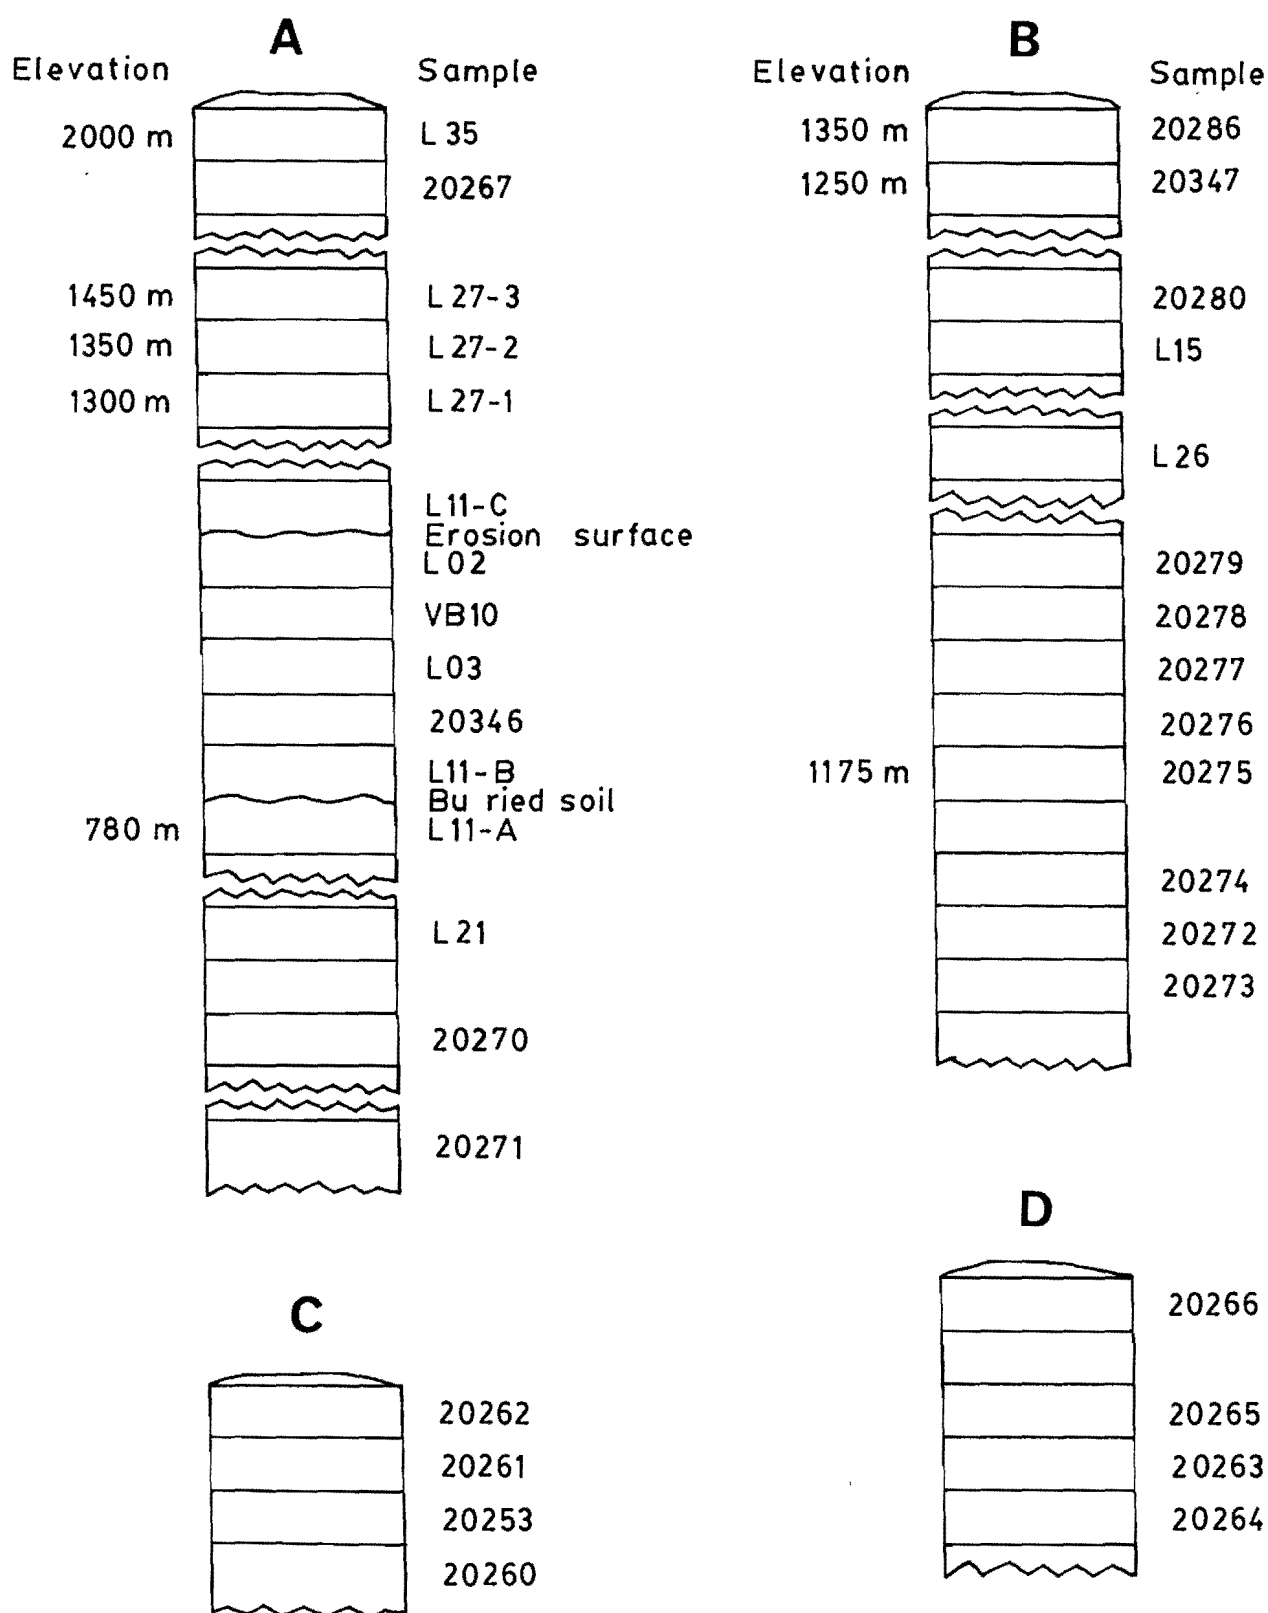 A
Elevation Sample
2000 m L 35
20267
1450 m L 27-3
1350 m L 27-2
1300 m L 27-1
L11-C
Erosion surface
L 02
VB10
L03
20346
L11-B
Bu ried soil
780 m L11-A
L 21
20270
20271
B
Elevation Sample
1350 m 20286
1250 m 20347
20280
L15
L 26
20279
20278
20277
20276
1175 m 20275
20274
20272
20273
C
20262
20261
20253
20260
D
20266
20265
20263
20264